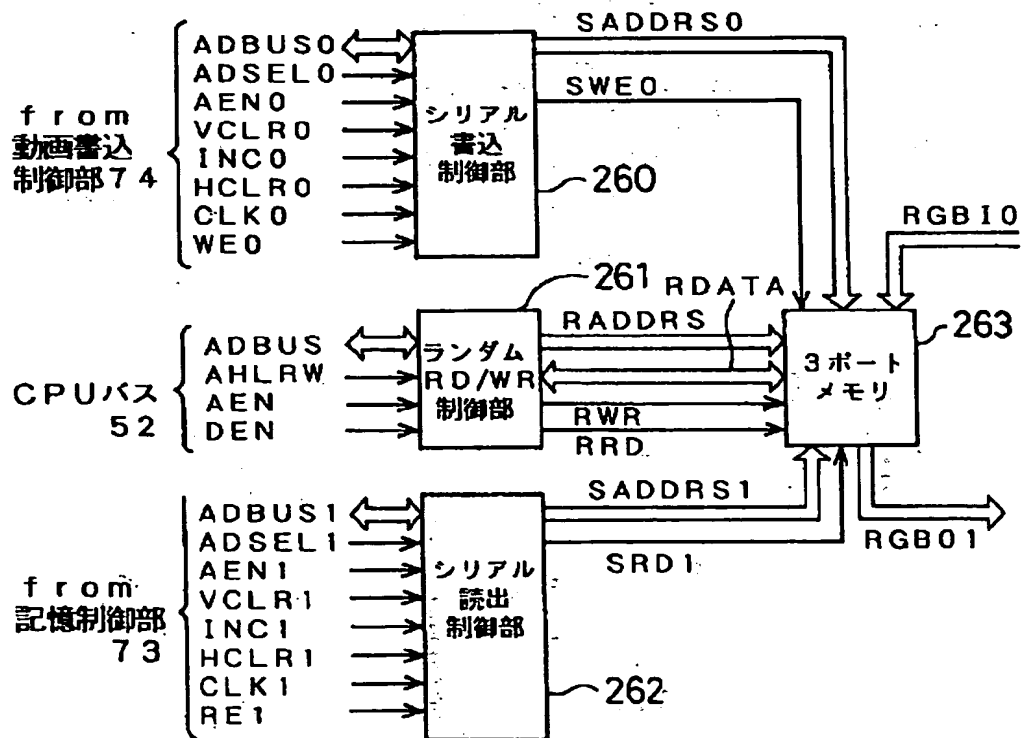 from
動画書込
制御部74
ADBUS0
ADSEL0
AEN0
VCLR0
INC0
HCLR0
CLK0
WE0
シリアル
書込
制御部
260
SADDRS0
SWE0
RGBI0
CPUバス
52
ADBUS
AHLRW
AEN
DEN
261
ランダム
RD/WR
制御部
RDATA
RADDRS
RWR
RRD
3ポート
メモリ
263
from
記憶制御部
73
ADBUS1
ADSEL1
AEN1
VCLR1
INC1
HCLR1
CLK1
RE1
シリアル
読出
制御部
262
SADDRS1
SRD1
RGBO1